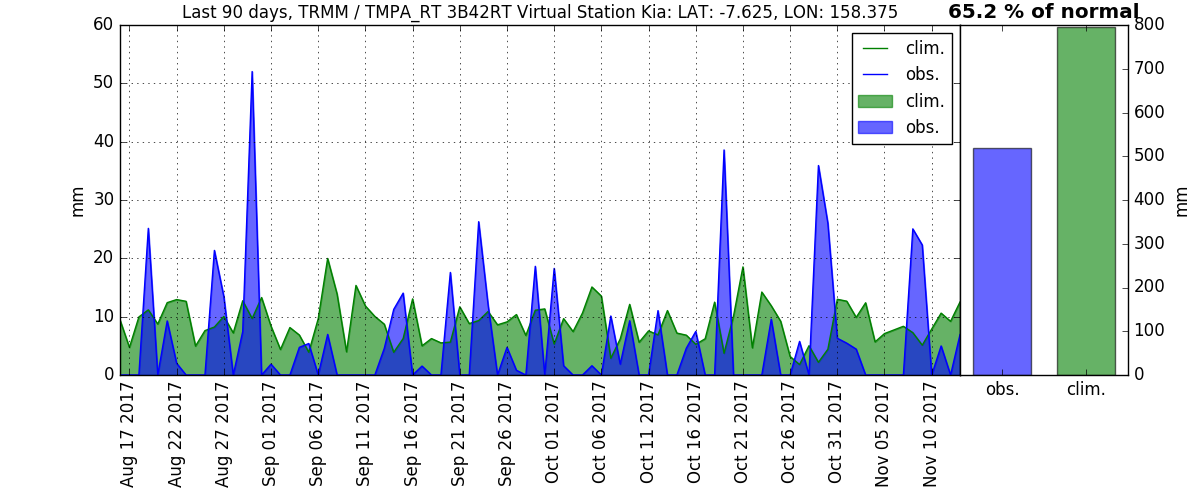 Last 90 days, TRMM / TMPA_RT 3B42RT Virtual Station Kia: LAT: -7.625, LON: 158.375
65.2 % of normal
60
50
40
30
20
10
0
mm
clim.
obs.
clim.
obs.
800
700
600
500
400
300
200
100
0
mm
obs.
clim.
Aug 17 2017
Aug 22 2017
Aug 27 2017
Sep 01 2017
Sep 06 2017
Sep 11 2017
Sep 16 2017
Sep 21 2017
Sep 26 2017
Oct 01 2017
Oct 06 2017
Oct 11 2017
Oct 16 2017
Oct 21 2017
Oct 26 2017
Oct 31 2017
Nov 05 2017
Nov 10 2017